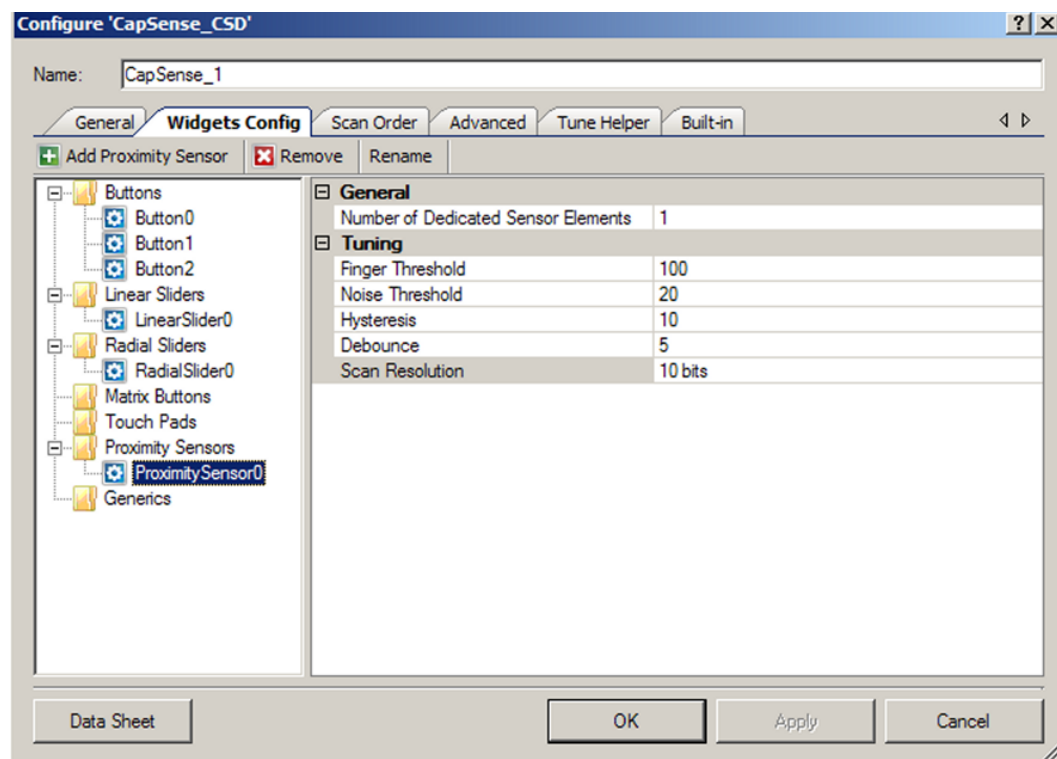 Configure 'CapSense_CSD'
Name: CapSense_1
General Widgets Config Scan Order Advanced Tune Helper Built-in
Add Proximity Sensor Remove Rename
Buttons
Button0
Button1
Button2
Linear Sliders
LinearSlider0
Radial Sliders
RadialSlider0
Matrix Buttons
Touch Pads
Proximity Sensors
ProximitySensor0
Generics
General
Number of Dedicated Sensor Elements 1
Tuning
Finger Threshold 100
Noise Threshold 20
Hysteresis 10
Debounce 5
Scan Resolution 10 bits
Data Sheet OK Apply Cancel